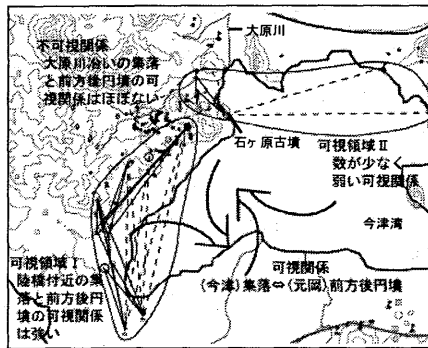 大原川
不可視関係
大原川沿いの集落
と前方後円墳の可
視関係はほぼない
石ヶ原古墳
可視領域Ⅱ
数が少なく
弱い可視関係
今津湾
可視領域Ⅰ
陸橋付近の集
落と前方後円
墳の可視関係
は強い
可視関係
(今津)集落⇔(元岡)前方後円墳